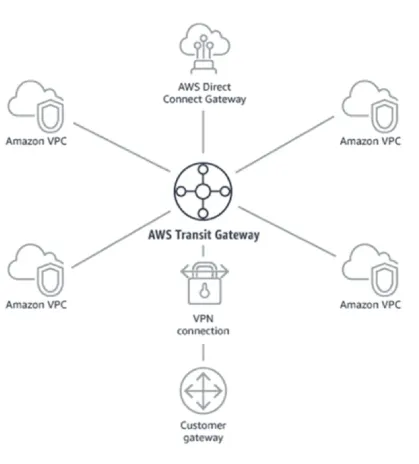 AWS Direct
Connect Gateway
Amazon VPC
Amazon VPC
AWS Transit Gateway
Amazon VPC
Amazon VPC
VPN
connection
Customer
gateway